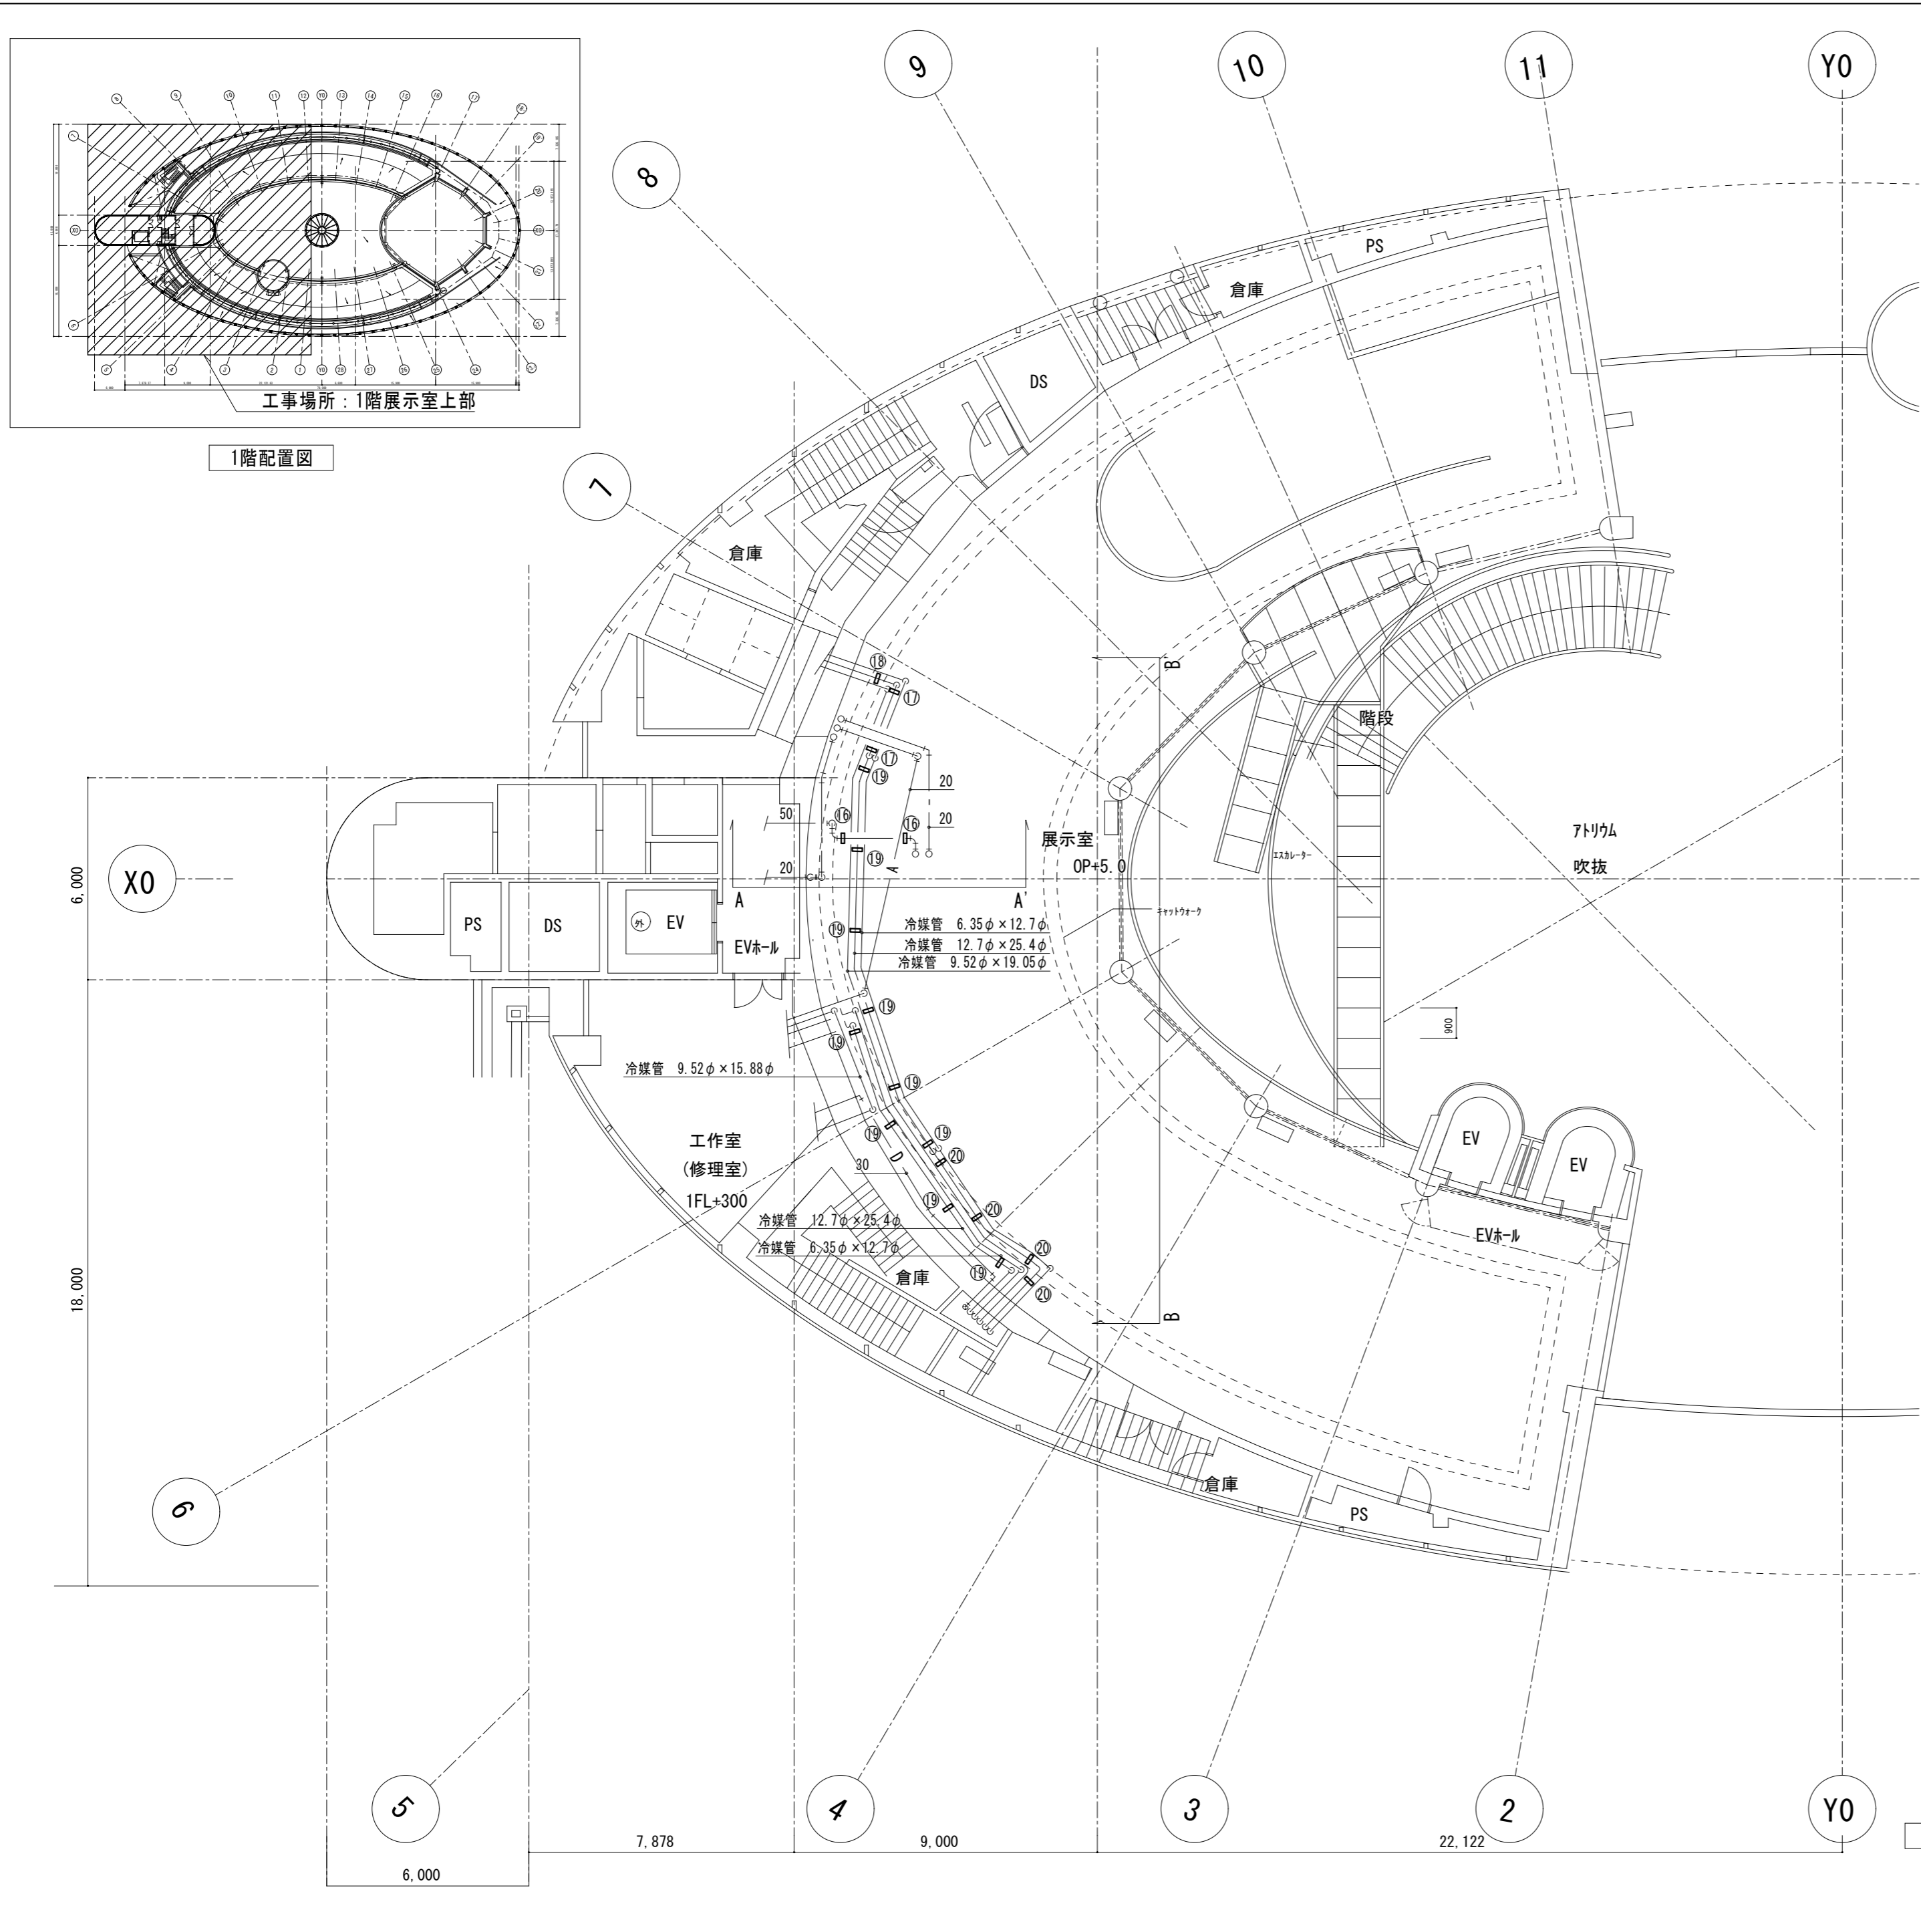 9
10
11
Y0
8
工事場所：1階展示室上部
1階配置図
7
PS
倉庫
DS
倉庫
⑱
⑰
⑰
⑲
20
20
50
⑯
⑯
⑲
20
A
階段
B
アトリウム
吹抜
エスカレーター
展示室
OP+5.0
A
A'
X0
6,000
PS
DS
外
EV
EVホール
キャットウォーク
⑲
冷媒管 6.35φ×12.7φ
冷媒管 12.7φ×25.4φ
冷媒管 9.52φ×19.05φ
900
⑲
⑲
冷媒管 9.52φ×15.88φ
⑲
⑲
⑲
⑳
D
30
工作室
(修理室)
1FL+300
⑲
⑳
冷媒管 12.7φ×25.4φ
冷媒管 6.35φ×12.7φ
倉庫
⑲
⑳
⑳
EV
EV
EVホール
B
18,000
倉庫
PS
6
5
4
3
2
Y0
7,878
9,000
22,122
6,000